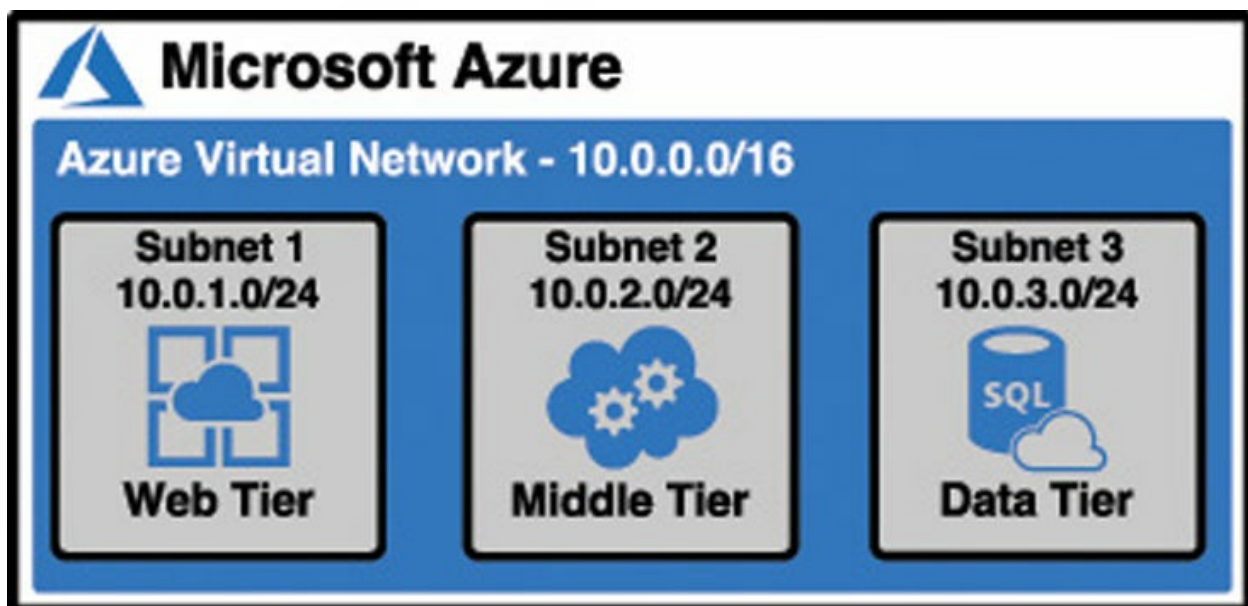 Microsoft Azure
Azure Virtual Network - 10.0.0.0/16
Subnet 1
10.0.1.0/24
Web Tier
Subnet 2
10.0.2.0/24
Middle Tier
Subnet 3
10.0.3.0/24
SQL
Data Tier